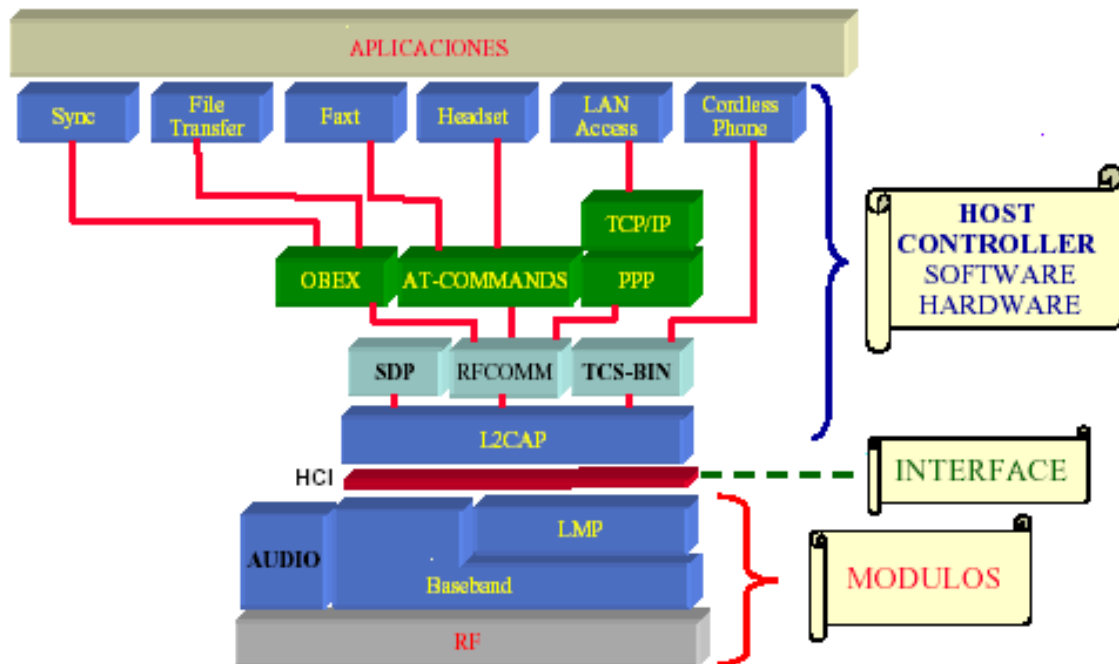 APLICACIONES
Sync
File
Transfer
Faxt
Headset
LAN
Access
Cordless
Phone
TCP/IP
HOST
CONTROLLER
SOFTWARE
HARDWARE
OBEX
AT-COMMANDS
PPP
SDP
RFCOMM
TCS-BIN
L2CAP
HCI
INTERFACE
AUDIO
LMP
Baseband
MODULOS
RF